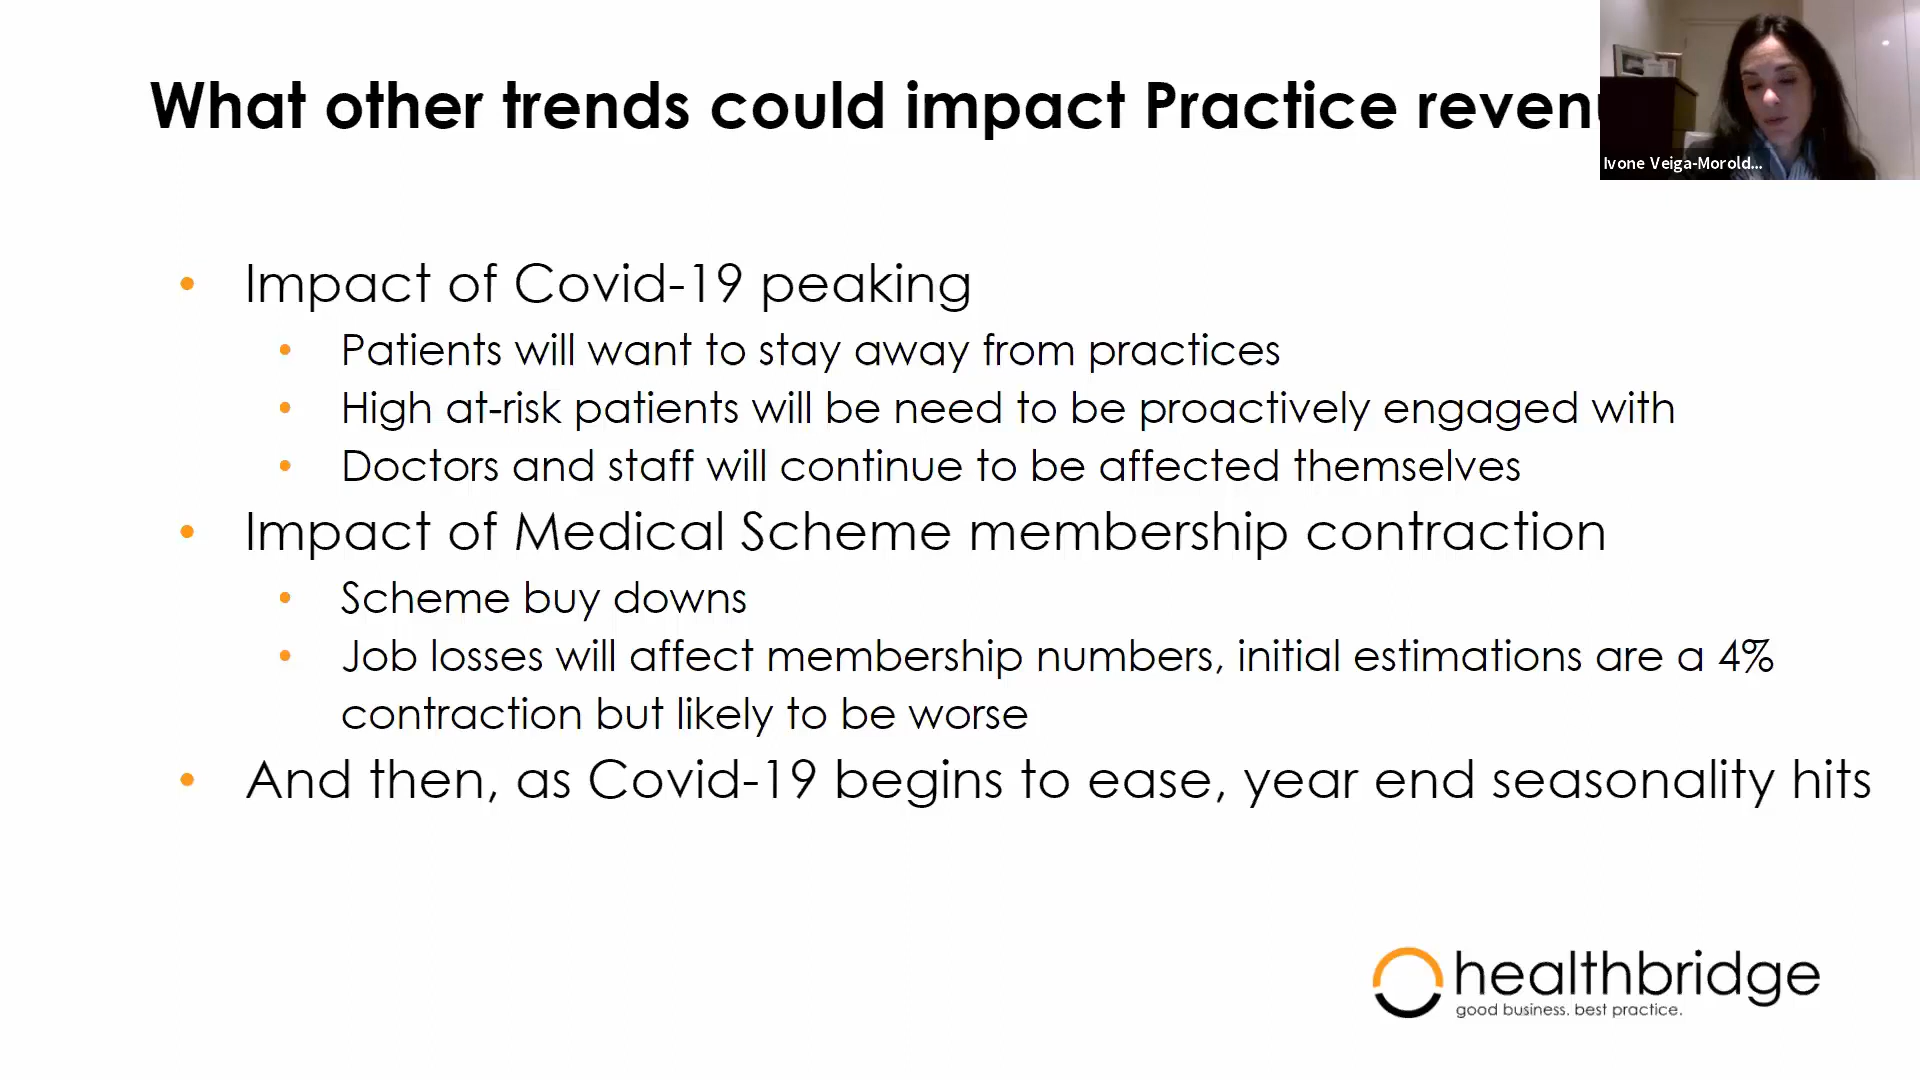 What other trends could impact Practice reven
Ivone Veiga-Morold...
• Impact of Covid-19 peaking
• Patients will want to stay away from practices
• High at-risk patients will be need to be proactively engaged with
• Doctors and staff will continue to be affected themselves
• Impact of Medical Scheme membership contraction
• Scheme buy downs
• Job losses will affect membership numbers, initial estimations are a 4%
contraction but likely to be worse
• And then, as Covid-19 begins to ease, year end seasonality hits
healthbridge
good business. best practice.